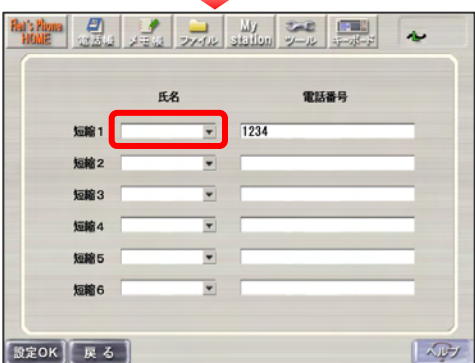 Flet's Phone HOME 電話帳 メモ帳 ファイル My station ツール キーボード
氏名 電話番号
短縮1 1234
短縮2
短縮3
短縮4
短縮5
短縮6
設定OK 戻る ヘルプ